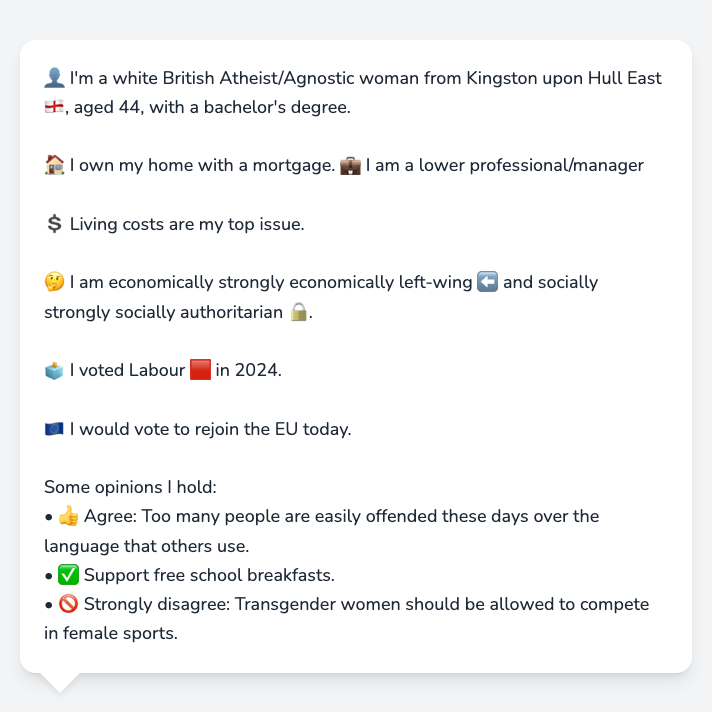 👤 I'm a white British Atheist/Agnostic woman from Kingston upon Hull East
🏴󠁧󠁢󠁥󠁮󠁧󠁿, aged 44, with a bachelor's degree.
🏠 I own my home with a mortgage. 💼 I am a lower professional/manager
💲 Living costs are my top issue.
🤔 I am economically strongly economically left-wing ⬅️ and socially
strongly socially authoritarian 🔒.
🗳️ I voted Labour 🟥 in 2024.
🇪🇺 I would vote to rejoin the EU today.
Some opinions I hold:
• 👍 Agree: Too many people are easily offended these days over the
language that others use.
• ✅ Support free school breakfasts.
• 🚫 Strongly disagree: Transgender women should be allowed to compete
in female sports.